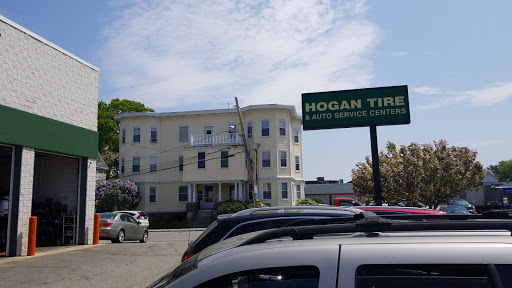 HOGAN TIRE
& AUTO SERVICE CENTERS